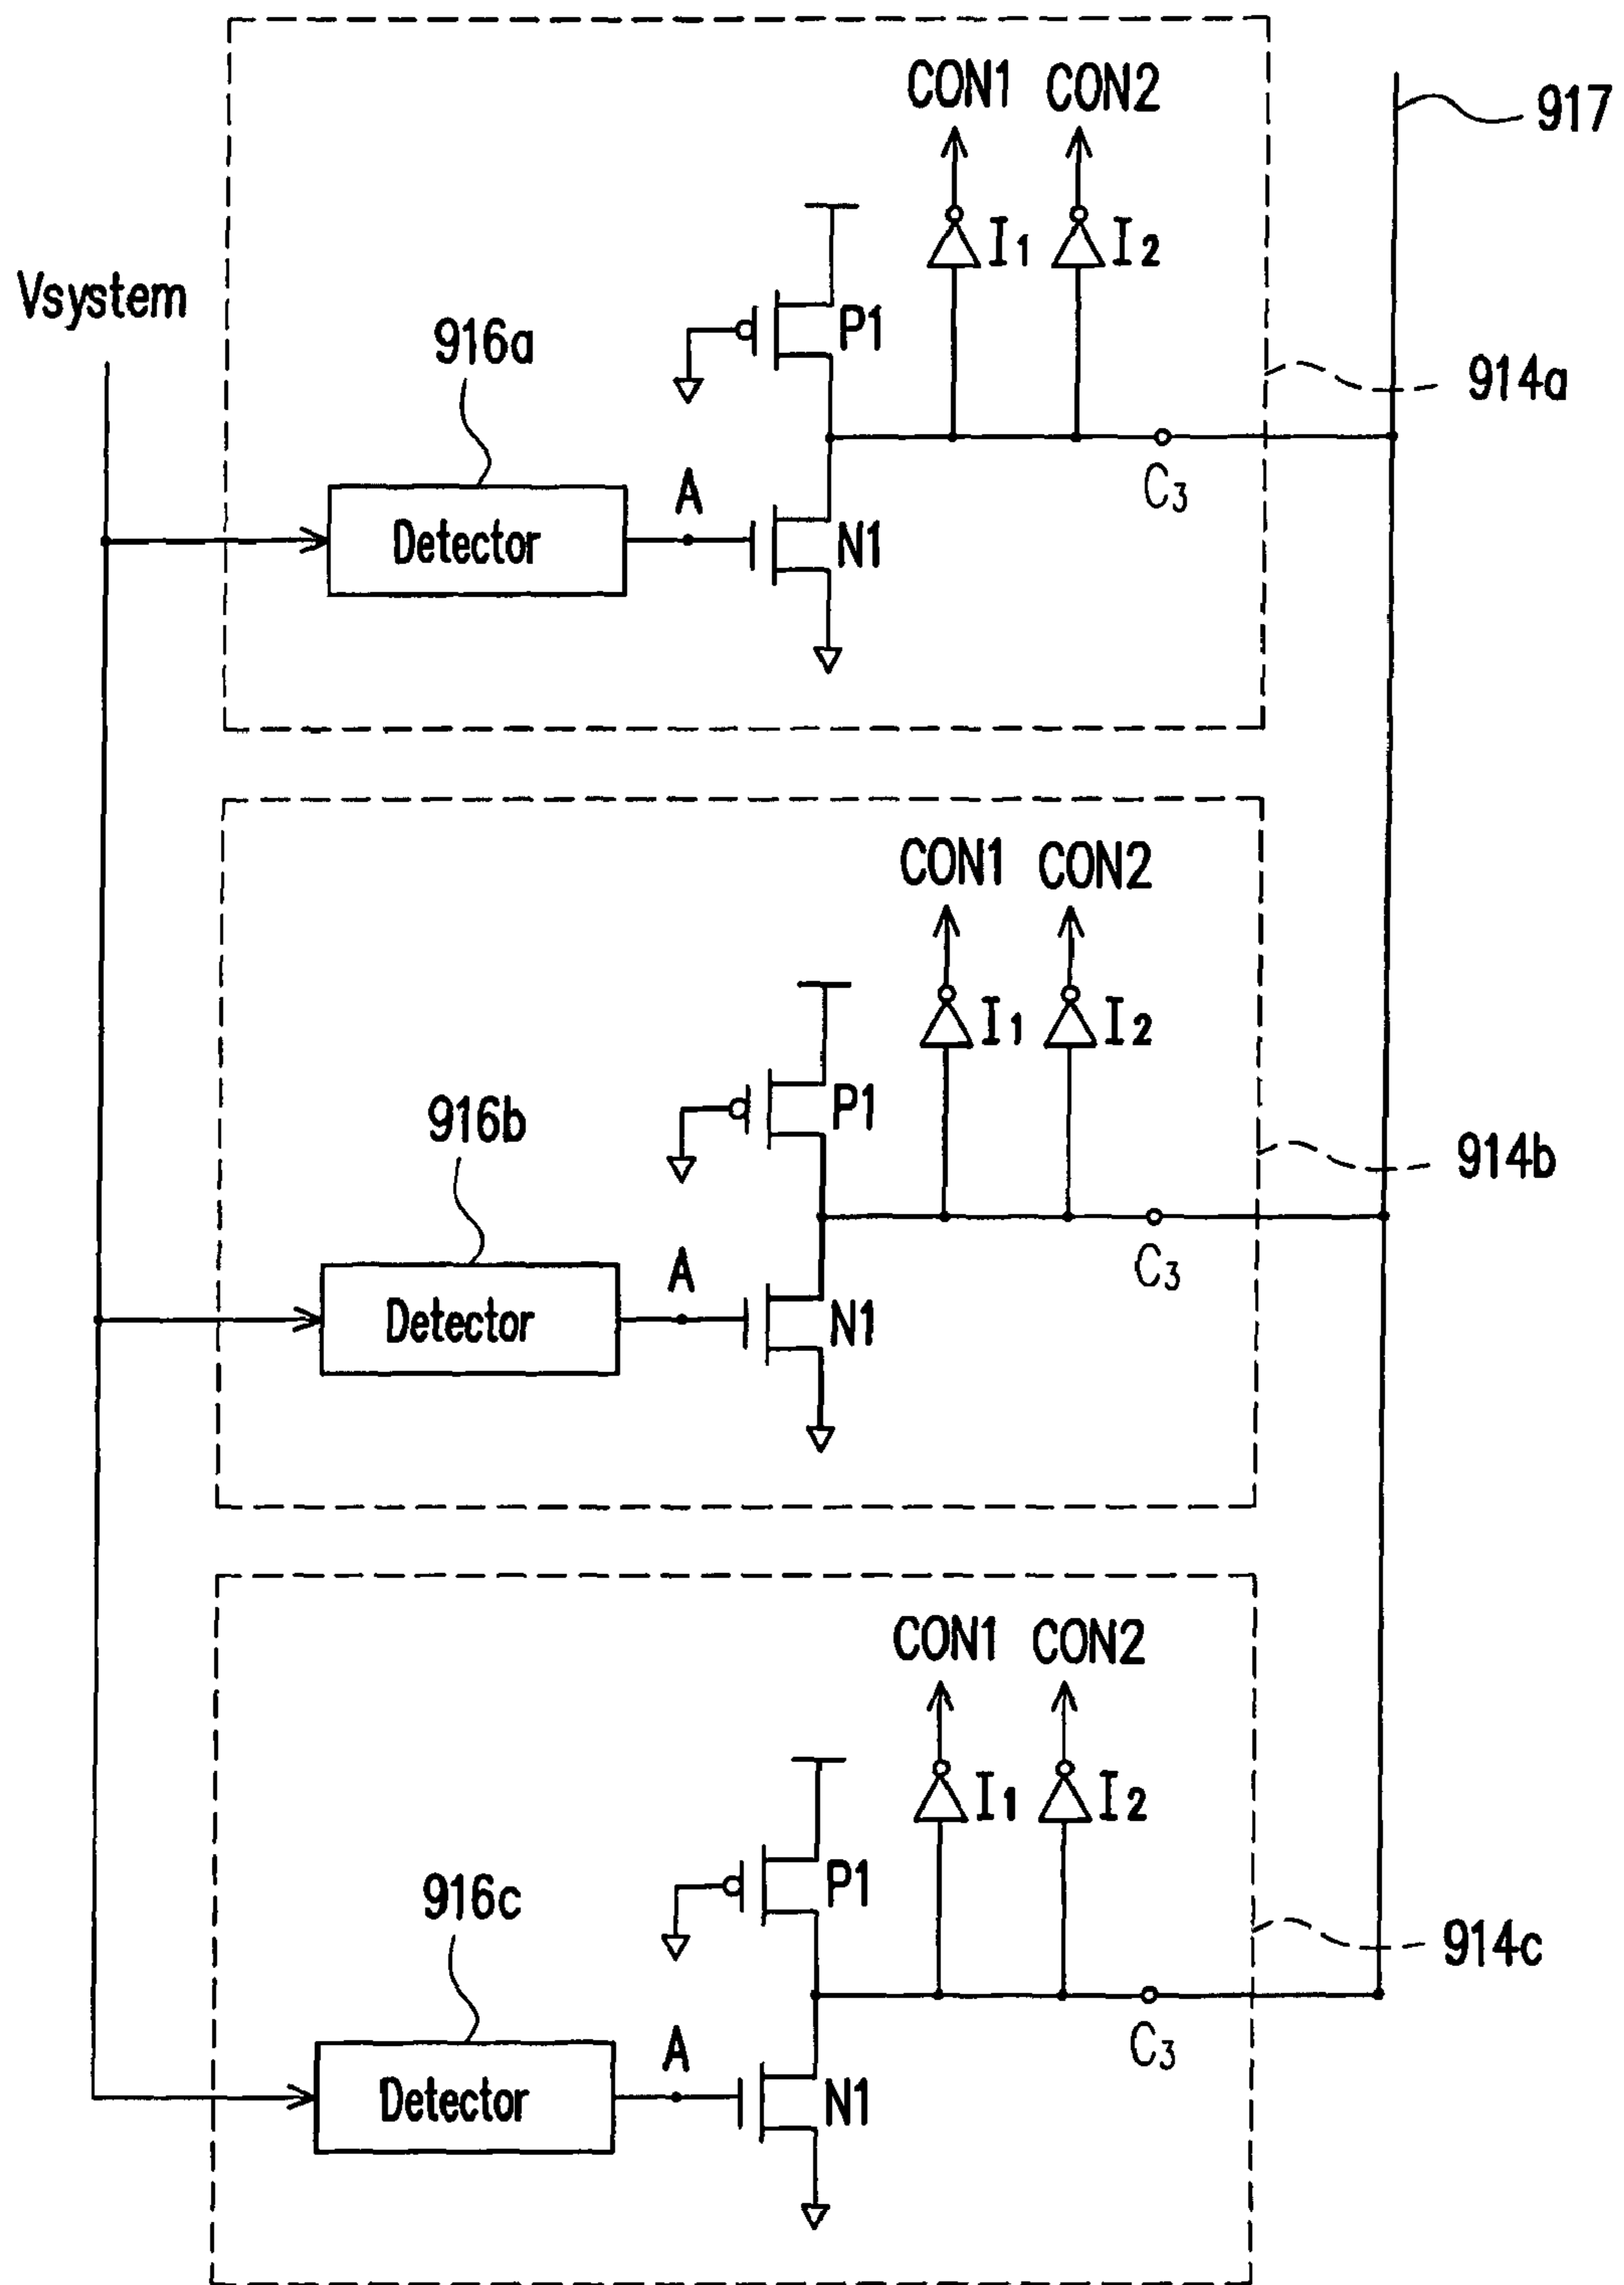 CON1 CON2
917
I1 I2
Vsystem
P1
916a
914a
A
C3
Detector
N1
CON1 CON2
I1 I2
P1
916b
914b
A
C3
Detector
N1
CON1 CON2
I1 I2
P1
916c
914c
A
C3
Detector
N1